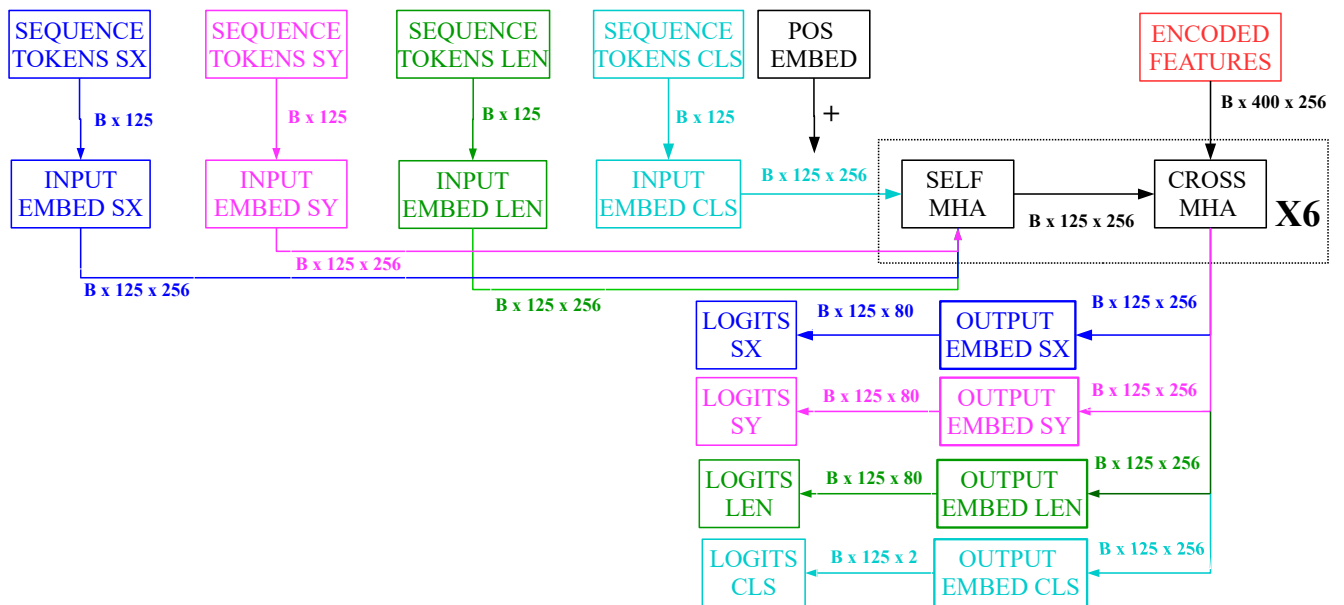 SEQUENCE
TOKENS SX
SEQUENCE
TOKENS SY
SEQUENCE
TOKENS LEN
SEQUENCE
TOKENS CLS
POS
EMBED
ENCODED
FEATURES
B x 125
B x 125
B x 125
B x 125
+
B x 400 x 256
INPUT
EMBED SX
INPUT
EMBED SY
INPUT
EMBED LEN
INPUT
EMBED CLS
B x 125 x 256
SELF
MHA
B x 125 x 256
CROSS
MHA
X6
B x 125 x 256
B x 125 x 256
B x 125 x 256
LOGITS
SX
B x 125 x 80
OUTPUT
EMBED SX
B x 125 x 256
LOGITS
SY
B x 125 x 80
OUTPUT
EMBED SY
B x 125 x 256
LOGITS
LEN
B x 125 x 80
OUTPUT
EMBED LEN
B x 125 x 256
LOGITS
CLS
B x 125 x 2
OUTPUT
EMBED CLS
B x 125 x 256